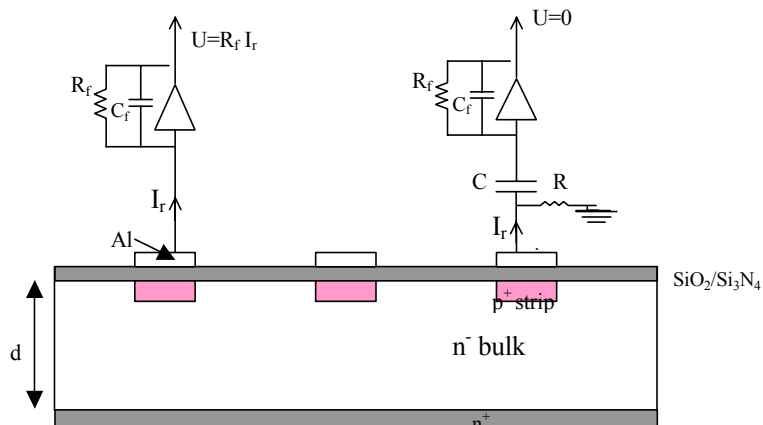 U=R_f I_r
U=0
R_f
C_f
R_f
C_f
C
R
I_r
I_r
Al
SiO₂/Si₃N₄
p⁺ strip
d
n⁻ bulk
n⁺